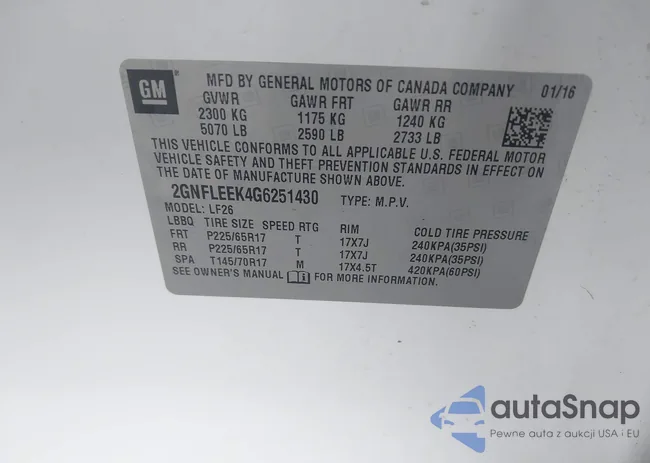 GM MFD BY GENERAL MOTORS OF CANADA COMPANY 01/16
GVWR GAWR FRT GAWR RR
2300 KG 1175 KG 1240 KG
5070 LB 2590 LB 2733 LB
THIS VEHICLE CONFORMS TO ALL APPLICABLE U.S. FEDERAL MOTOR
VEHICLE SAFETY AND THEFT PREVENTION STANDARDS IN EFFECT ON
THE DATE OF MANUFACTURE SHOWN ABOVE.
2GNFLEEK4G6251430 TYPE: M.P.V.
MODEL: LF26
LBBQ TIRE SIZE SPEED RTG RIM COLD TIRE PRESSURE
FRT P225/65R17 T 17X7J 240KPA(35PSI)
RR P225/65R17 T 17X7J 240KPA(35PSI)
SPA T145/70R17 M 17X4.5T 420KPA(60PSI)
SEE OWNER'S MANUAL i FOR MORE INFORMATION.
autaSnap
Pewne auta z aukcji USA i EU